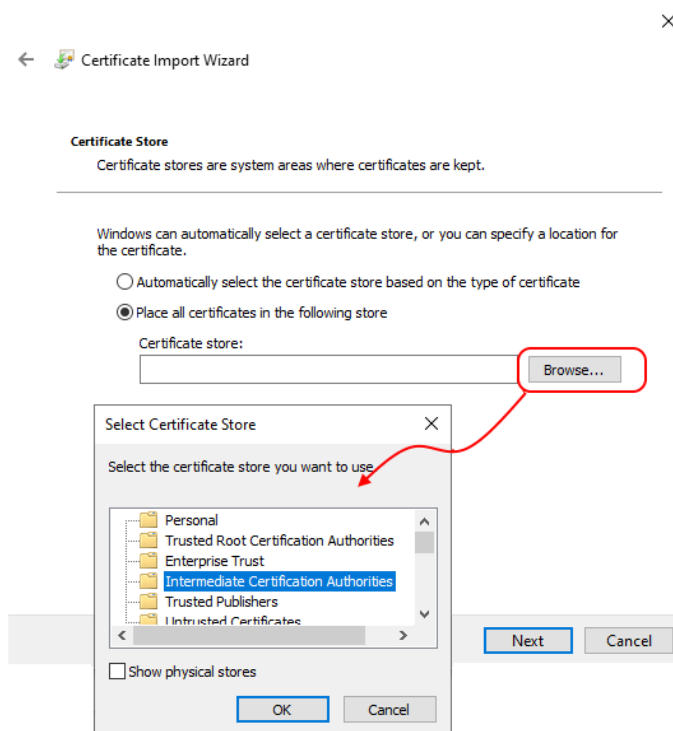 Certificate Import Wizard
Certificate Store
Certificate stores are system areas where certificates are kept.
Windows can automatically select a certificate store, or you can specify a location for
the certificate.
Automatically select the certificate store based on the type of certificate
Place all certificates in the following store
Certificate store:
Browse...
Select Certificate Store
Select the certificate store you want to use
Personal
Trusted Root Certification Authorities
Enterprise Trust
Intermediate Certification Authorities
Trusted Publishers
Untrusted Certificates
Show physical stores
OK
Cancel
Next
Cancel